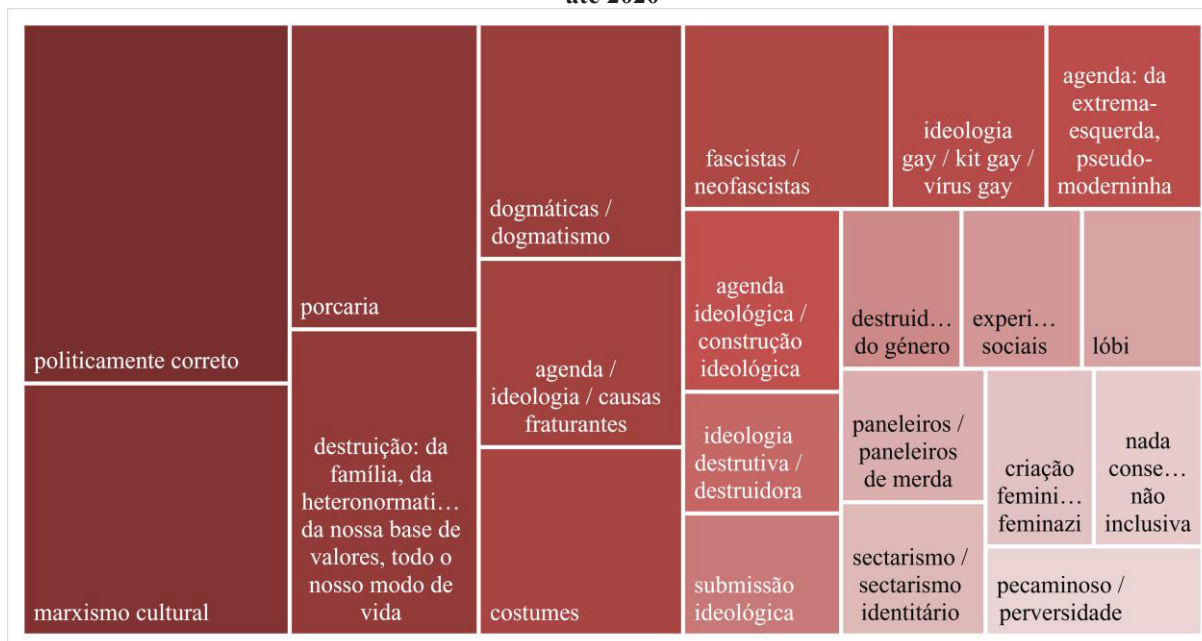 até 2020
politicamente correto
marxismo cultural
porcaria
destruição: da
família, da
heteronormati…
da nossa base de
valores, todo o
nosso modo de
vida
dogmáticas /
dogmatismo
agenda /
ideologia / causas
fraturantes
costumes
fascistas /
neofascistas
ideologia
gay / kit gay /
vírus gay
agenda: da
extrema-
esquerda,
pseudo-
moderninha
agenda
ideológica /
construção
ideológica
ideologia
destrutiva /
destruidora
submissão
ideológica
destruid…
do género
experi…
sociais
lóbi
paneleiros /
paneleiros
de merda
sectarismo /
sectarismo
identitário
criação
femini…
feminazi
nada
conse…
não
inclusiva
pecaminoso /
perversidade